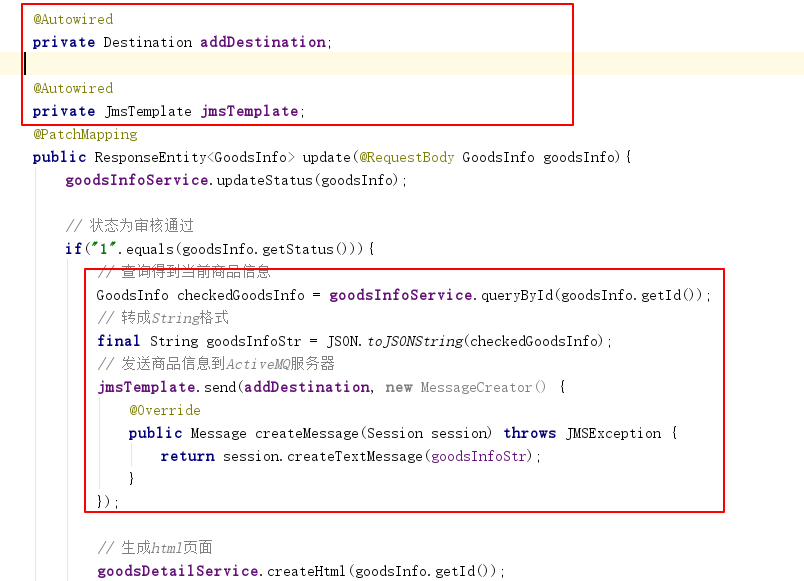 @Autowired
private Destination addDestination;
@Autowired
private JmsTemplate jmsTemplate;
@PatchMapping
public ResponseEntity<GoodsInfo> update(@RequestBody GoodsInfo goodsInfo){
goodsInfoService.updateStatus(goodsInfo);
// 状态为审核通过
if("1".equals(goodsInfo.getStatus())){
// 查询得到当前商品信息
GoodsInfo checkedGoodsInfo = goodsInfoService.queryById(goodsInfo.getId());
// 转成String格式
final String goodsInfoStr = JSON.toJSONString(checkedGoodsInfo);
// 发送商品信息到ActiveMQ服务器
jmsTemplate.send(addDestination, new MessageCreator() {
@Override
public Message createMessage(Session session) throws JMSException {
return session.createTextMessage(goodsInfoStr);
}
});
// 生成html页面
goodsDetailService.createHtml(goodsInfo.getId());